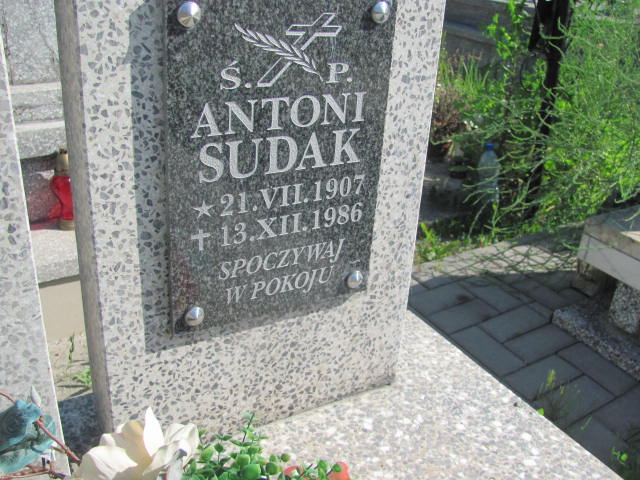 Ś. P.
ANTONI
SUDAK
★ 21.VII.1907
✝ 13.XII.1986
SPOCZYWAJ
W POKOJU